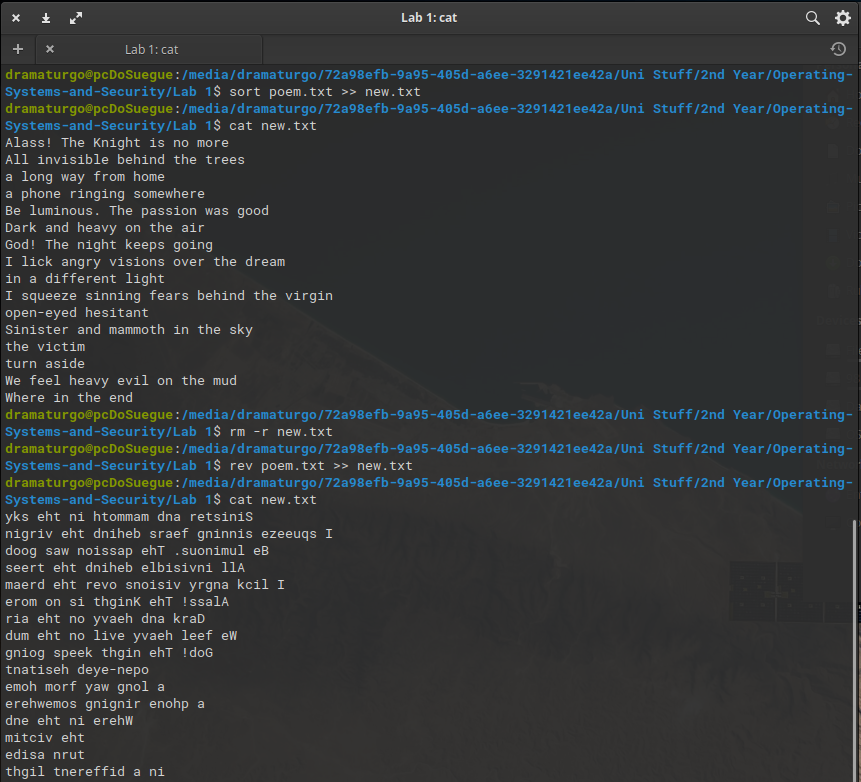 Lab 1: cat
Lab 1: cat
dramaturgo@pcDoSuegue:/media/dramaturgo/72a98efb-9a95-405d-a6ee-3291421ee42a/Uni Stuff/2nd Year/Operating-
Systems-and-Security/Lab 1$ sort poem.txt >> new.txt
dramaturgo@pcDoSuegue:/media/dramaturgo/72a98efb-9a95-405d-a6ee-3291421ee42a/Uni Stuff/2nd Year/Operating-
Systems-and-Security/Lab 1$ cat new.txt
Alass! The Knight is no more
All invisible behind the trees
a long way from home
a phone ringing somewhere
Be luminous. The passion was good
Dark and heavy on the air
God! The night keeps going
I lick angry visions over the dream
in a different light
I squeeze sinning fears behind the virgin
open-eyed hesitant
Sinister and mammoth in the sky
the victim
turn aside
We feel heavy evil on the mud
Where in the end
dramaturgo@pcDoSuegue:/media/dramaturgo/72a98efb-9a95-405d-a6ee-3291421ee42a/Uni Stuff/2nd Year/Operating-
Systems-and-Security/Lab 1$ rm -r new.txt
dramaturgo@pcDoSuegue:/media/dramaturgo/72a98efb-9a95-405d-a6ee-3291421ee42a/Uni Stuff/2nd Year/Operating-
Systems-and-Security/Lab 1$ rev poem.txt >> new.txt
dramaturgo@pcDoSuegue:/media/dramaturgo/72a98efb-9a95-405d-a6ee-3291421ee42a/Uni Stuff/2nd Year/Operating-
Systems-and-Security/Lab 1$ cat new.txt
yks eht ni htommam dna retsiniS
nigriv eht dniheb sraef gninnis ezeeuqs I
doog saw noissap ehT .suonimul eB
seert eht dniheb elbisivni llA
maerd eht revo snoisiv yrgna kcil I
erom on si thginK ehT !ssalA
ria eht no yvaeh dna kraD
dum eht no live yvaeh leef eW
gniog speek thgin ehT !doG
tnatiseh deye-nepo
emoh morf yaw gnol a
erehwemos gnignir enohp a
dne eht ni erehW
mitciv eht
edisa nrut
thgil tnereffid a ni